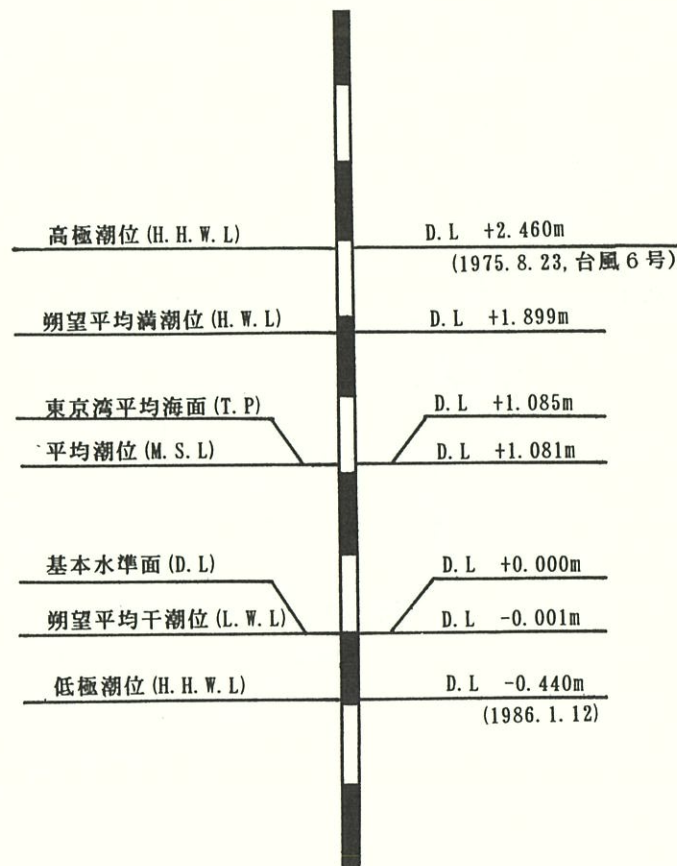 高極潮位(H.H.W.L) D.L +2.460m
(1975.8.23,台風6号)
朔望平均満潮位(H.W.L) D.L +1.899m
東京湾平均海面(T.P) D.L +1.085m
平均潮位(M.S.L) D.L +1.081m
基本水準面(D.L) D.L +0.000m
朔望平均干潮位(L.W.L) D.L -0.001m
低極潮位(H.H.W.L) D.L -0.440m
(1986.1.12)